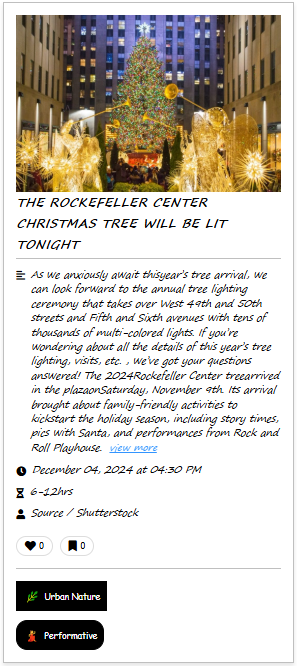 THE ROCKEFELLER CENTER
CHRISTMAS TREE WILL BE LIT
TONIGHT
As we anxiously await thisyear's tree arrival, we
can look forward to the annual tree lighting
ceremony that takes over West 49th and 50th
streets and Fifth and Sixth avenues with tens of
thousands of multi-colored lights. If you're
wondering about all the details of this year's tree
lighting, visits, etc. , we've got your questions
answered! The 2024Rockefeller Center treearrived
in the plazaonSaturday, November 9th. Its arrival
brought about family-friendly activities to
kickstart the holiday season, including story times,
pics with Santa, and performances from Rock and
Roll Playhouse. view more
December 04, 2024 at 04:30 PM
6-12hrs
Source / Shutterstock
0 0
Urban Nature
Performative